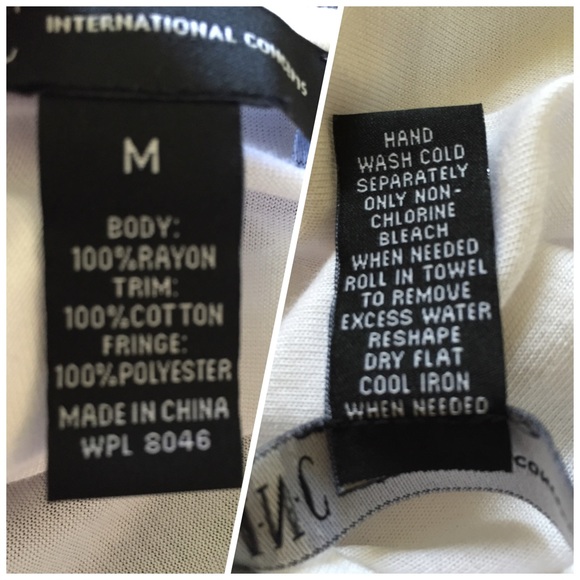 INTERNATIONAL CONCEPTS
M
BODY:
100%RAYON
TRIM:
100%COTTON
FRINGE:
100%POLYESTER
MADE IN CHINA
WPL 8046
HAND
WASH COLD
SEPARATELY
ONLY NON-
CHLORINE
BLEACH
WHEN NEEDED
ROLL IN TOWEL
TO REMOVE
EXCESS WATER
RESHAPE
DRY FLAT
COOL IRON
WHEN NEEDED
I·N·C